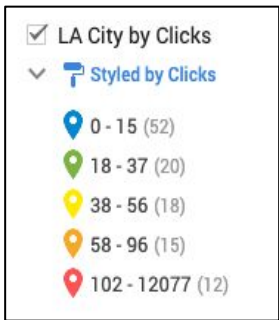 LA City by Clicks
Styled by Clicks
0 - 15 (52)
18 - 37 (20)
38 - 56 (18)
58 - 96 (15)
102 - 12077 (12)